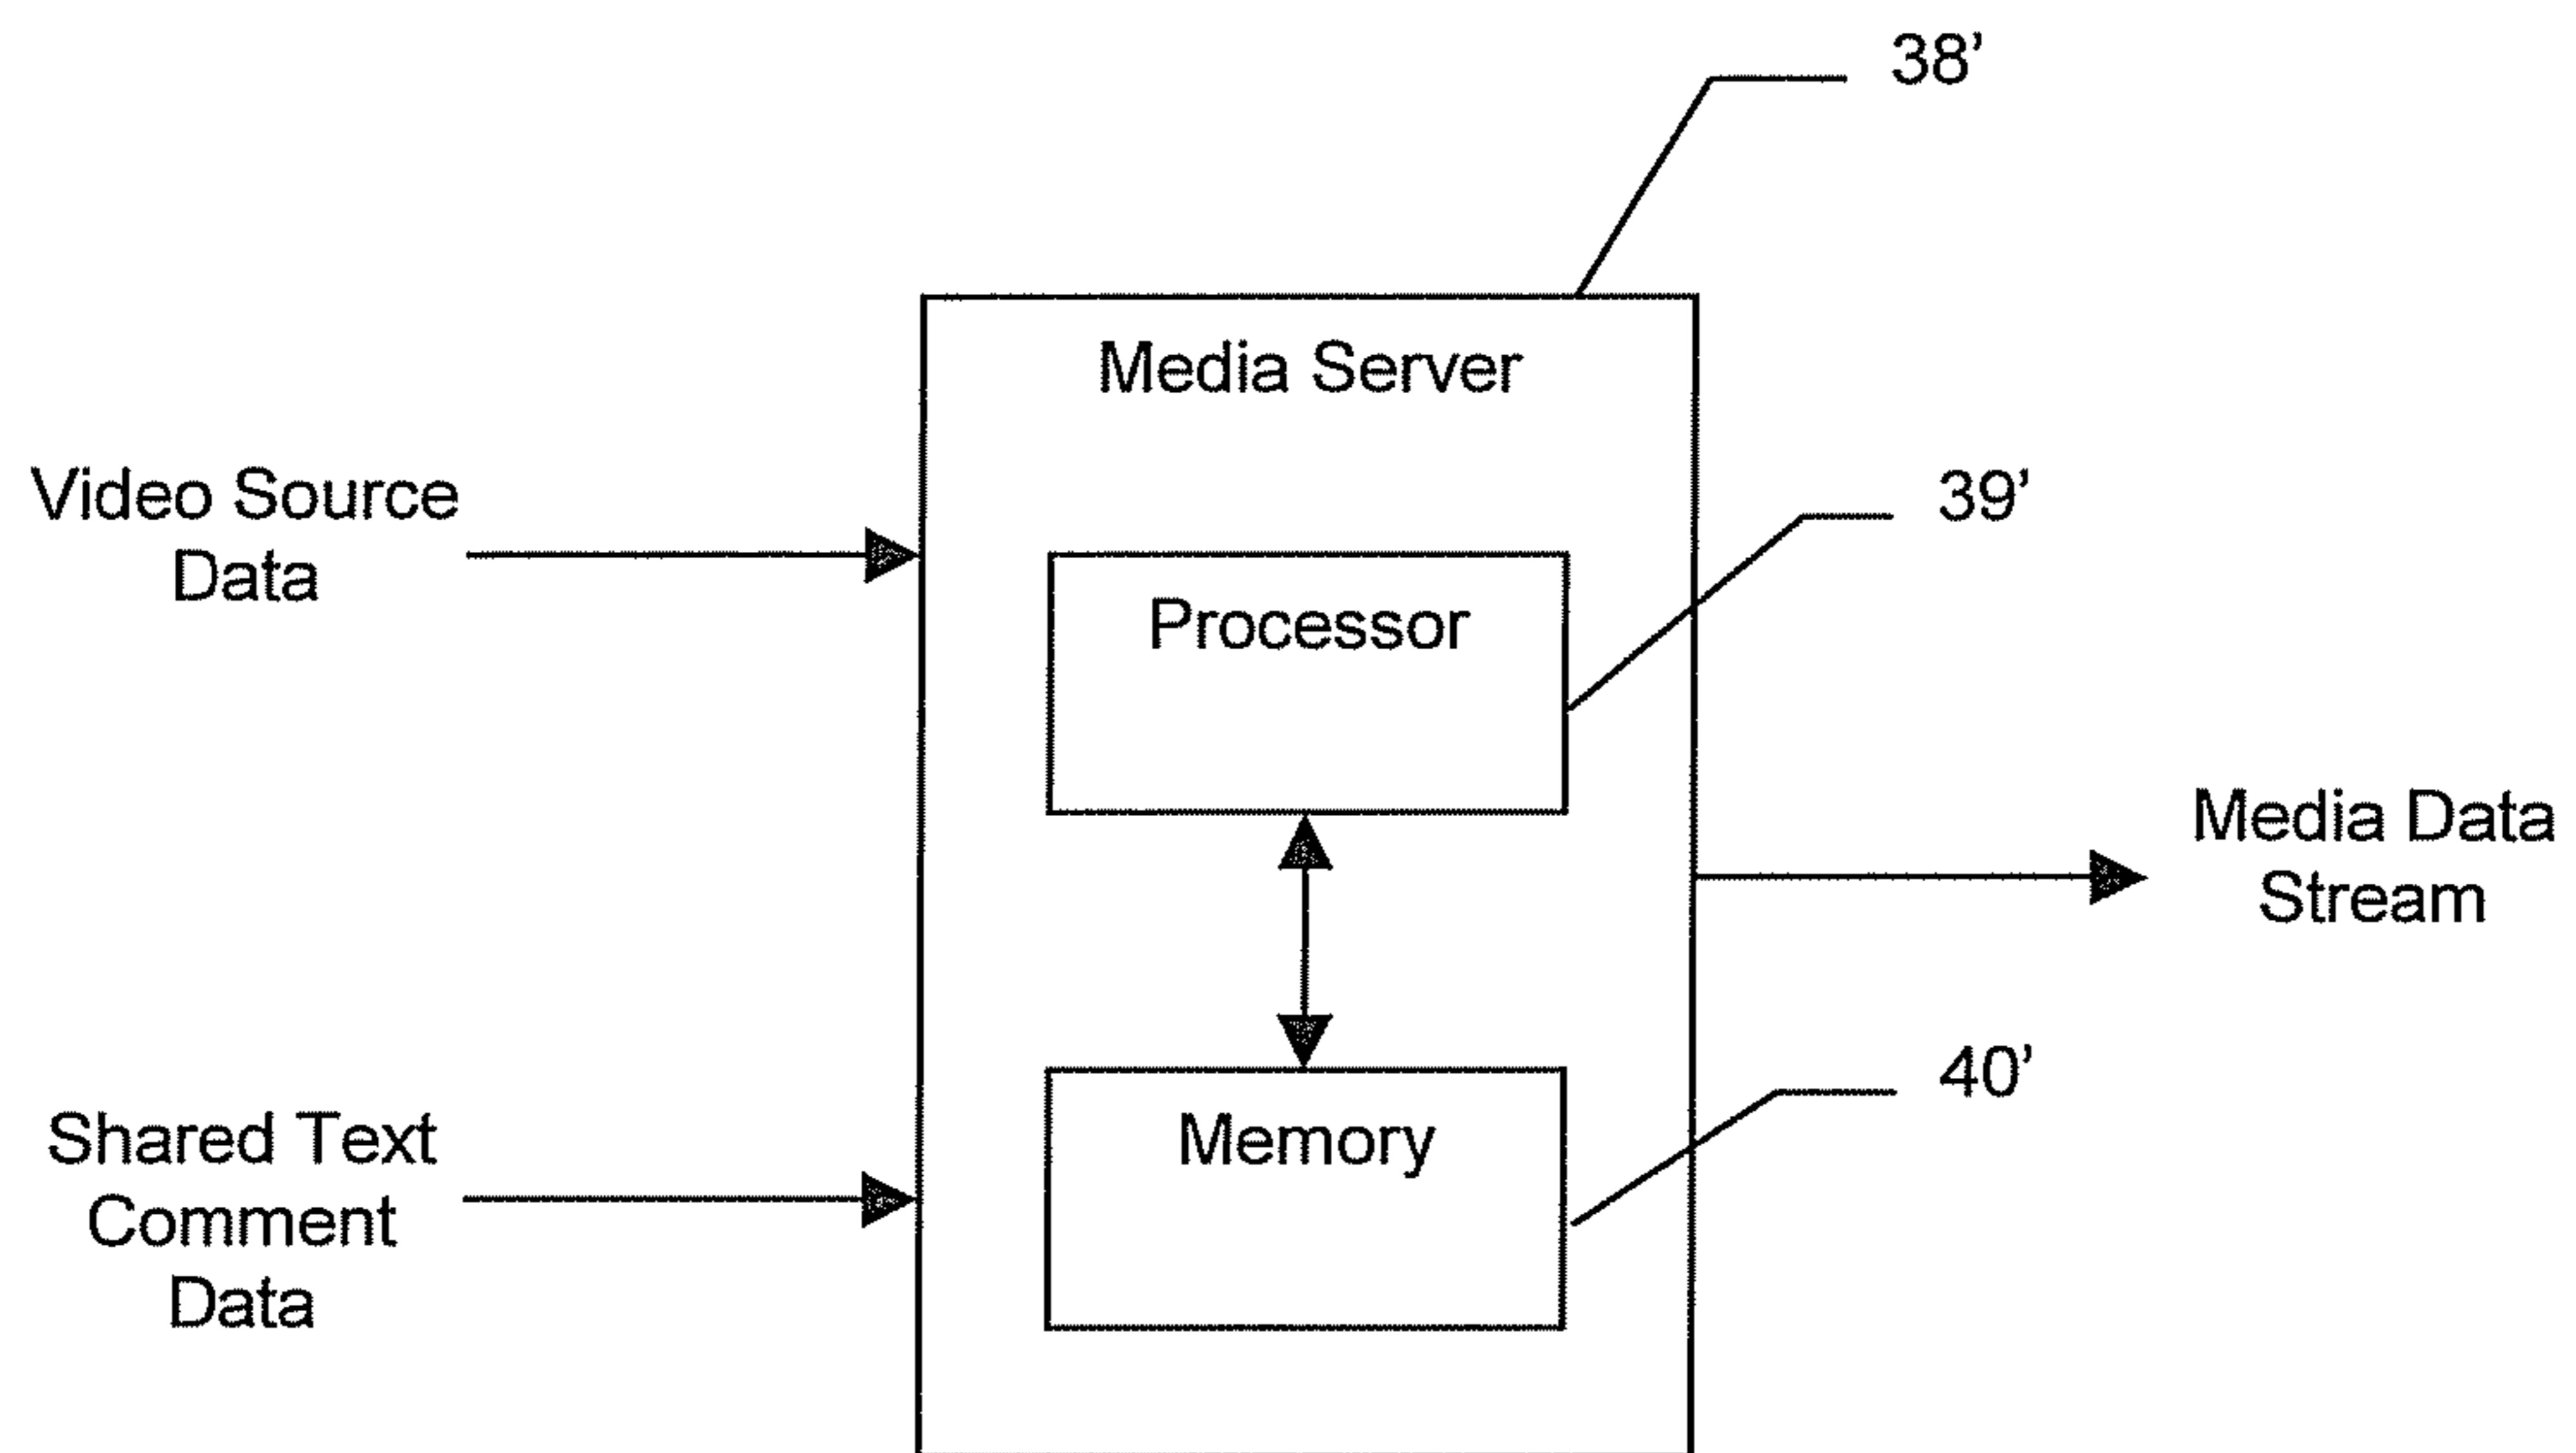 38’
Media Server
Video Source
Data
39’
Processor
Media Data
Stream
40’
Shared Text
Comment
Data
Memory